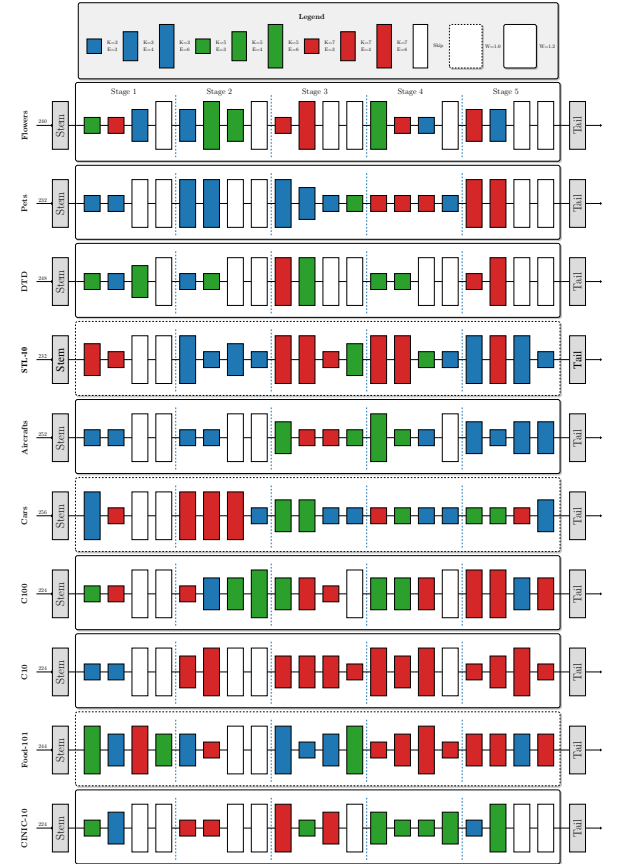 Legend
K=3 E=3
K=3 E=4
K=3 E=6
K=5 E=3
K=5 E=4
K=5 E=6
K=7 E=3
K=7 E=4
K=7 E=6
Skip
W=1.0
W=1.2
Stage 1 Stage 2 Stage 3 Stage 4 Stage 5
Flowers 240 Stem Tail
Pets 232 Stem Tail
DTD 248 Stem Tail
STL-10 232 Stem Tail
Aircrafts 252 Stem Tail
Cars 256 Stem Tail
C100 224 Stem Tail
C10 224 Stem Tail
Food-101 244 Stem Tail
CINIC-10 224 Stem Tail